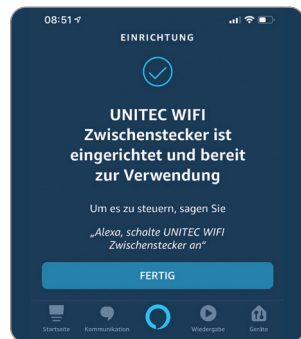 08:51
EINRICHTUNG
UNITEC WIFI
Zwischenstecker ist
eingerichtet und bereit
zur Verwendung
Um es zu steuern, sagen Sie
„Alexa, schalte UNITEC WIFI
Zwischenstecker an“
FERTIG
Startseite Kommunikation Wiedergabe Geräte